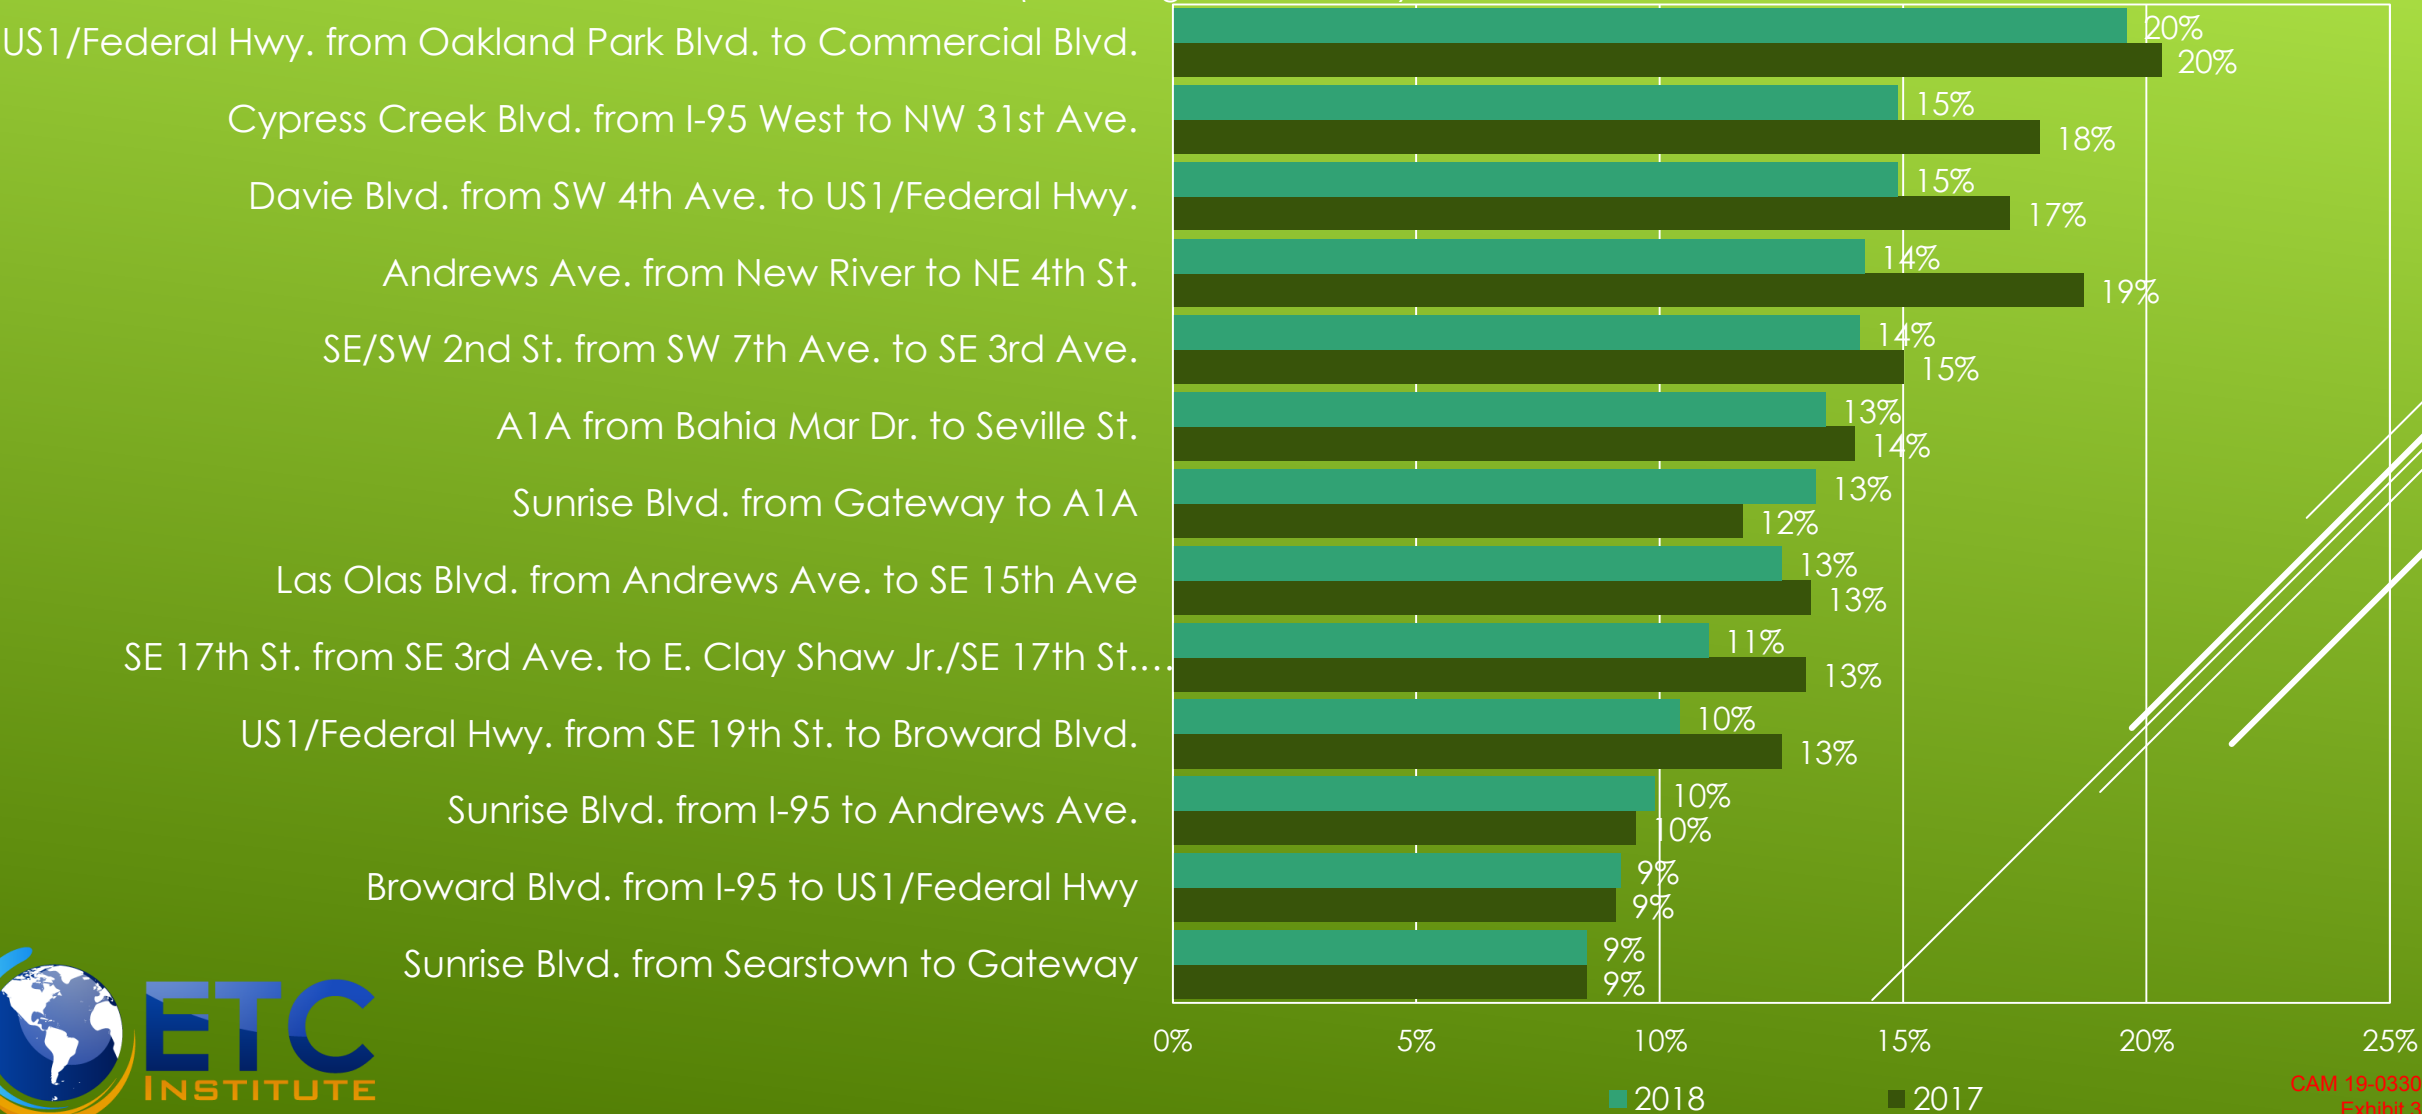 US1/Federal Hwy. from Oakland Park Blvd. to Commercial Blvd.
20%
20%
Cypress Creek Blvd. from I-95 West to NW 31st Ave.
15%
18%
Davie Blvd. from SW 4th Ave. to US1/Federal Hwy.
15%
17%
Andrews Ave. from New River to NE 4th St.
14%
19%
SE/SW 2nd St. from SW 7th Ave. to SE 3rd Ave.
14%
15%
A1A from Bahia Mar Dr. to Seville St.
13%
14%
Sunrise Blvd. from Gateway to A1A
13%
12%
Las Olas Blvd. from Andrews Ave. to SE 15th Ave
13%
13%
SE 17th St. from SE 3rd Ave. to E. Clay Shaw Jr./SE 17th St.…
11%
13%
US1/Federal Hwy. from SE 19th St. to Broward Blvd.
10%
13%
Sunrise Blvd. from I-95 to Andrews Ave.
10%
10%
Broward Blvd. from I-95 to US1/Federal Hwy
9%
9%
Sunrise Blvd. from Searstown to Gateway
9%
9%
0% 5% 10% 15% 20% 25%
2018 2017
ETC
INSTITUTE
CAM 19-0330
Exhibit 3